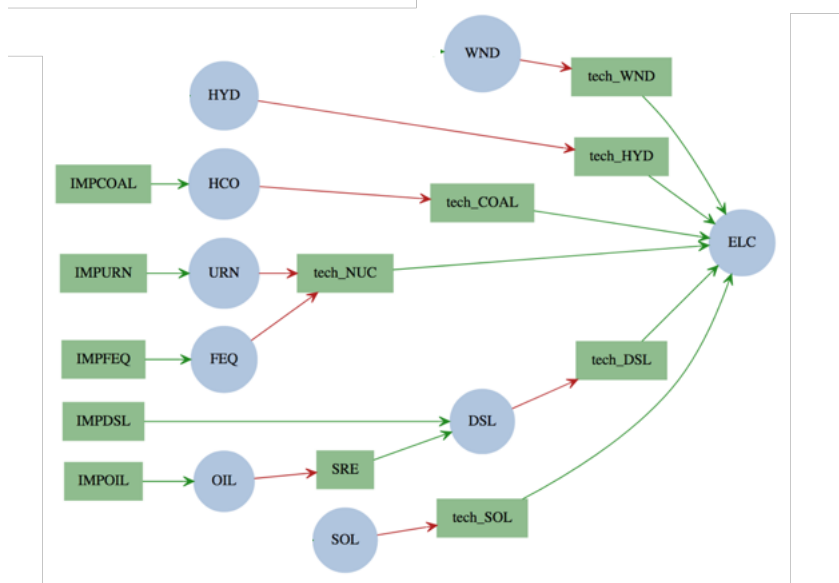 WND
tech_WND
HYD
tech_HYD
IMPCOAL
HCO
tech_COAL
ELC
IMPURN
URN
tech_NUC
IMPFEQ
FEQ
tech_DSL
IMPDSL
DSL
IMPOIL
OIL
SRE
SOL
tech_SOL